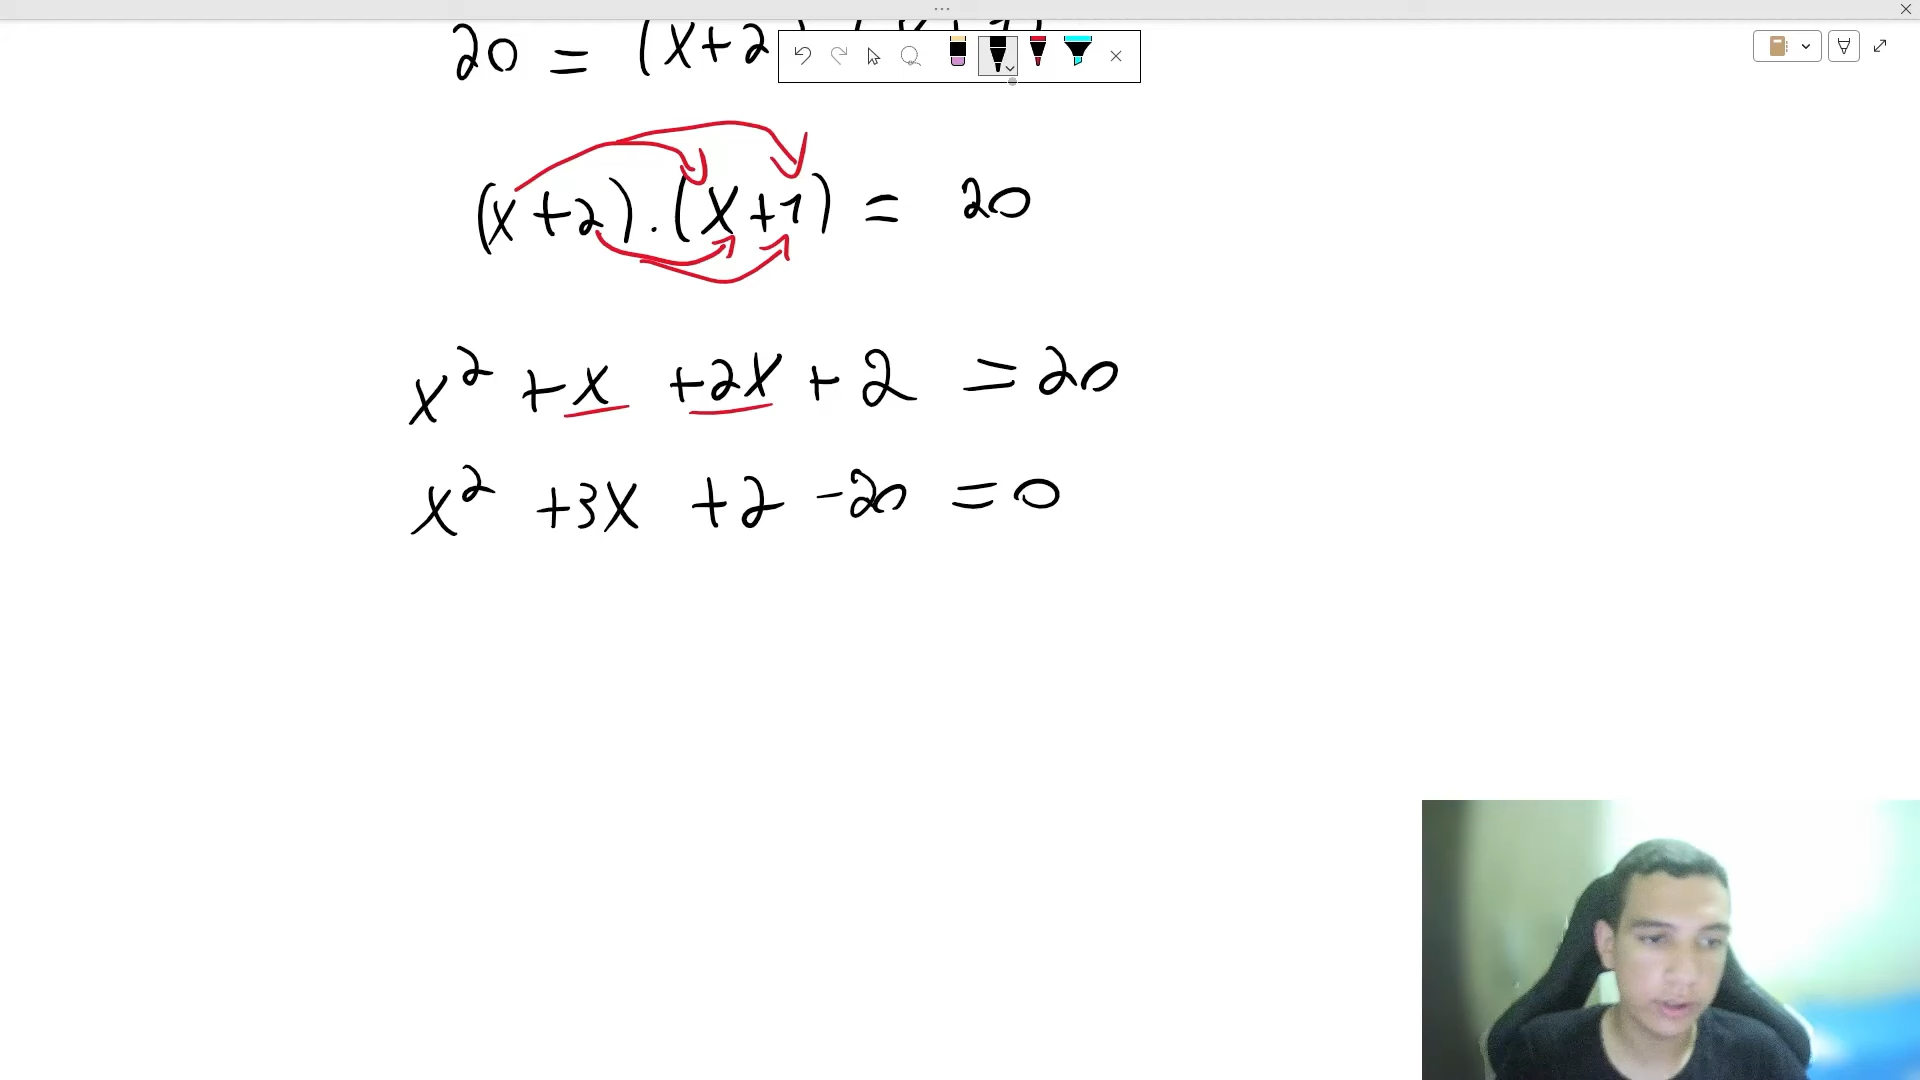 20 = (x+2
(x+2).(x+1) = 20
x² +x +2x + 2 = 20
x² +3x +2 -20 = 0